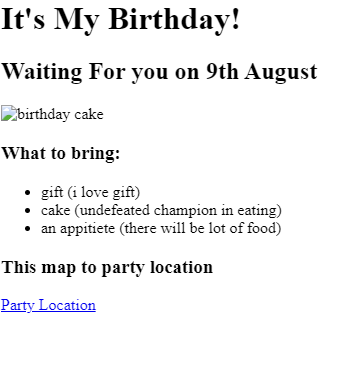 It's My Birthday!
Waiting For you on 9th August
birthday cake
What to bring:
gift (i love gift)
cake (undefeated champion in eating)
an appitiete (there will be lot of food)
This map to party location
Party Location